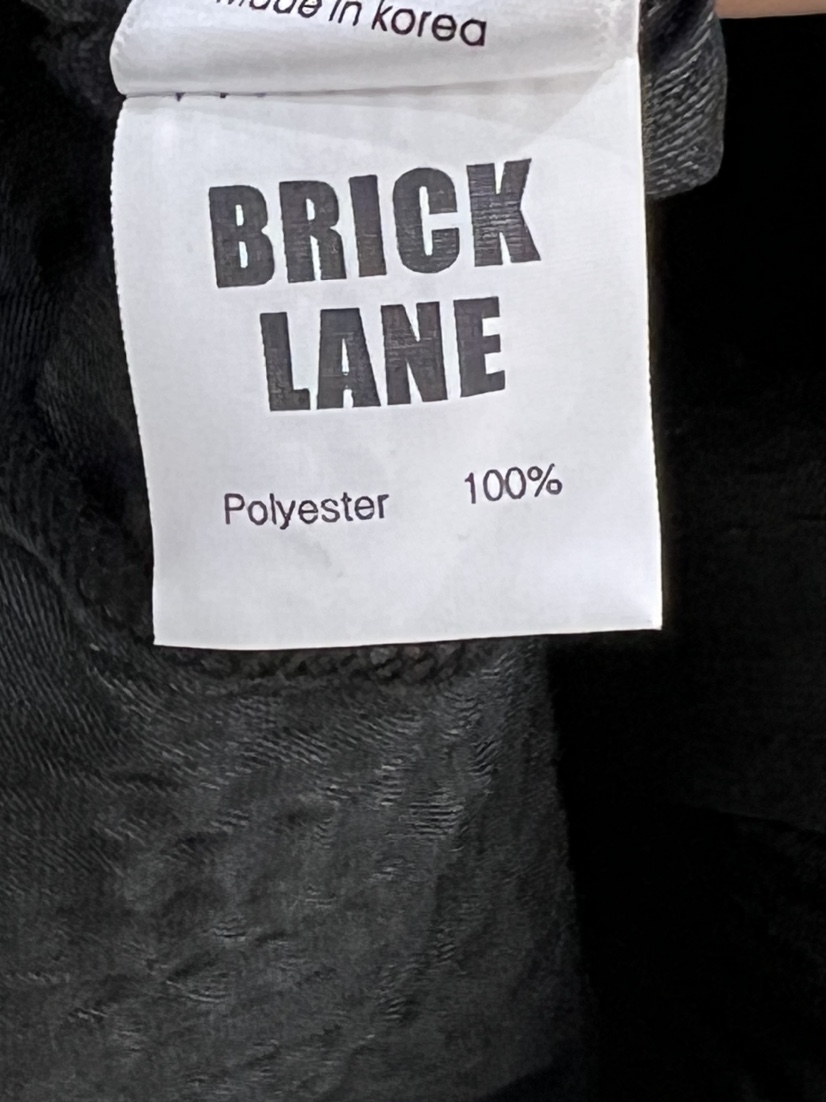 Made in korea
BRICK
LANE
Polyester 100%